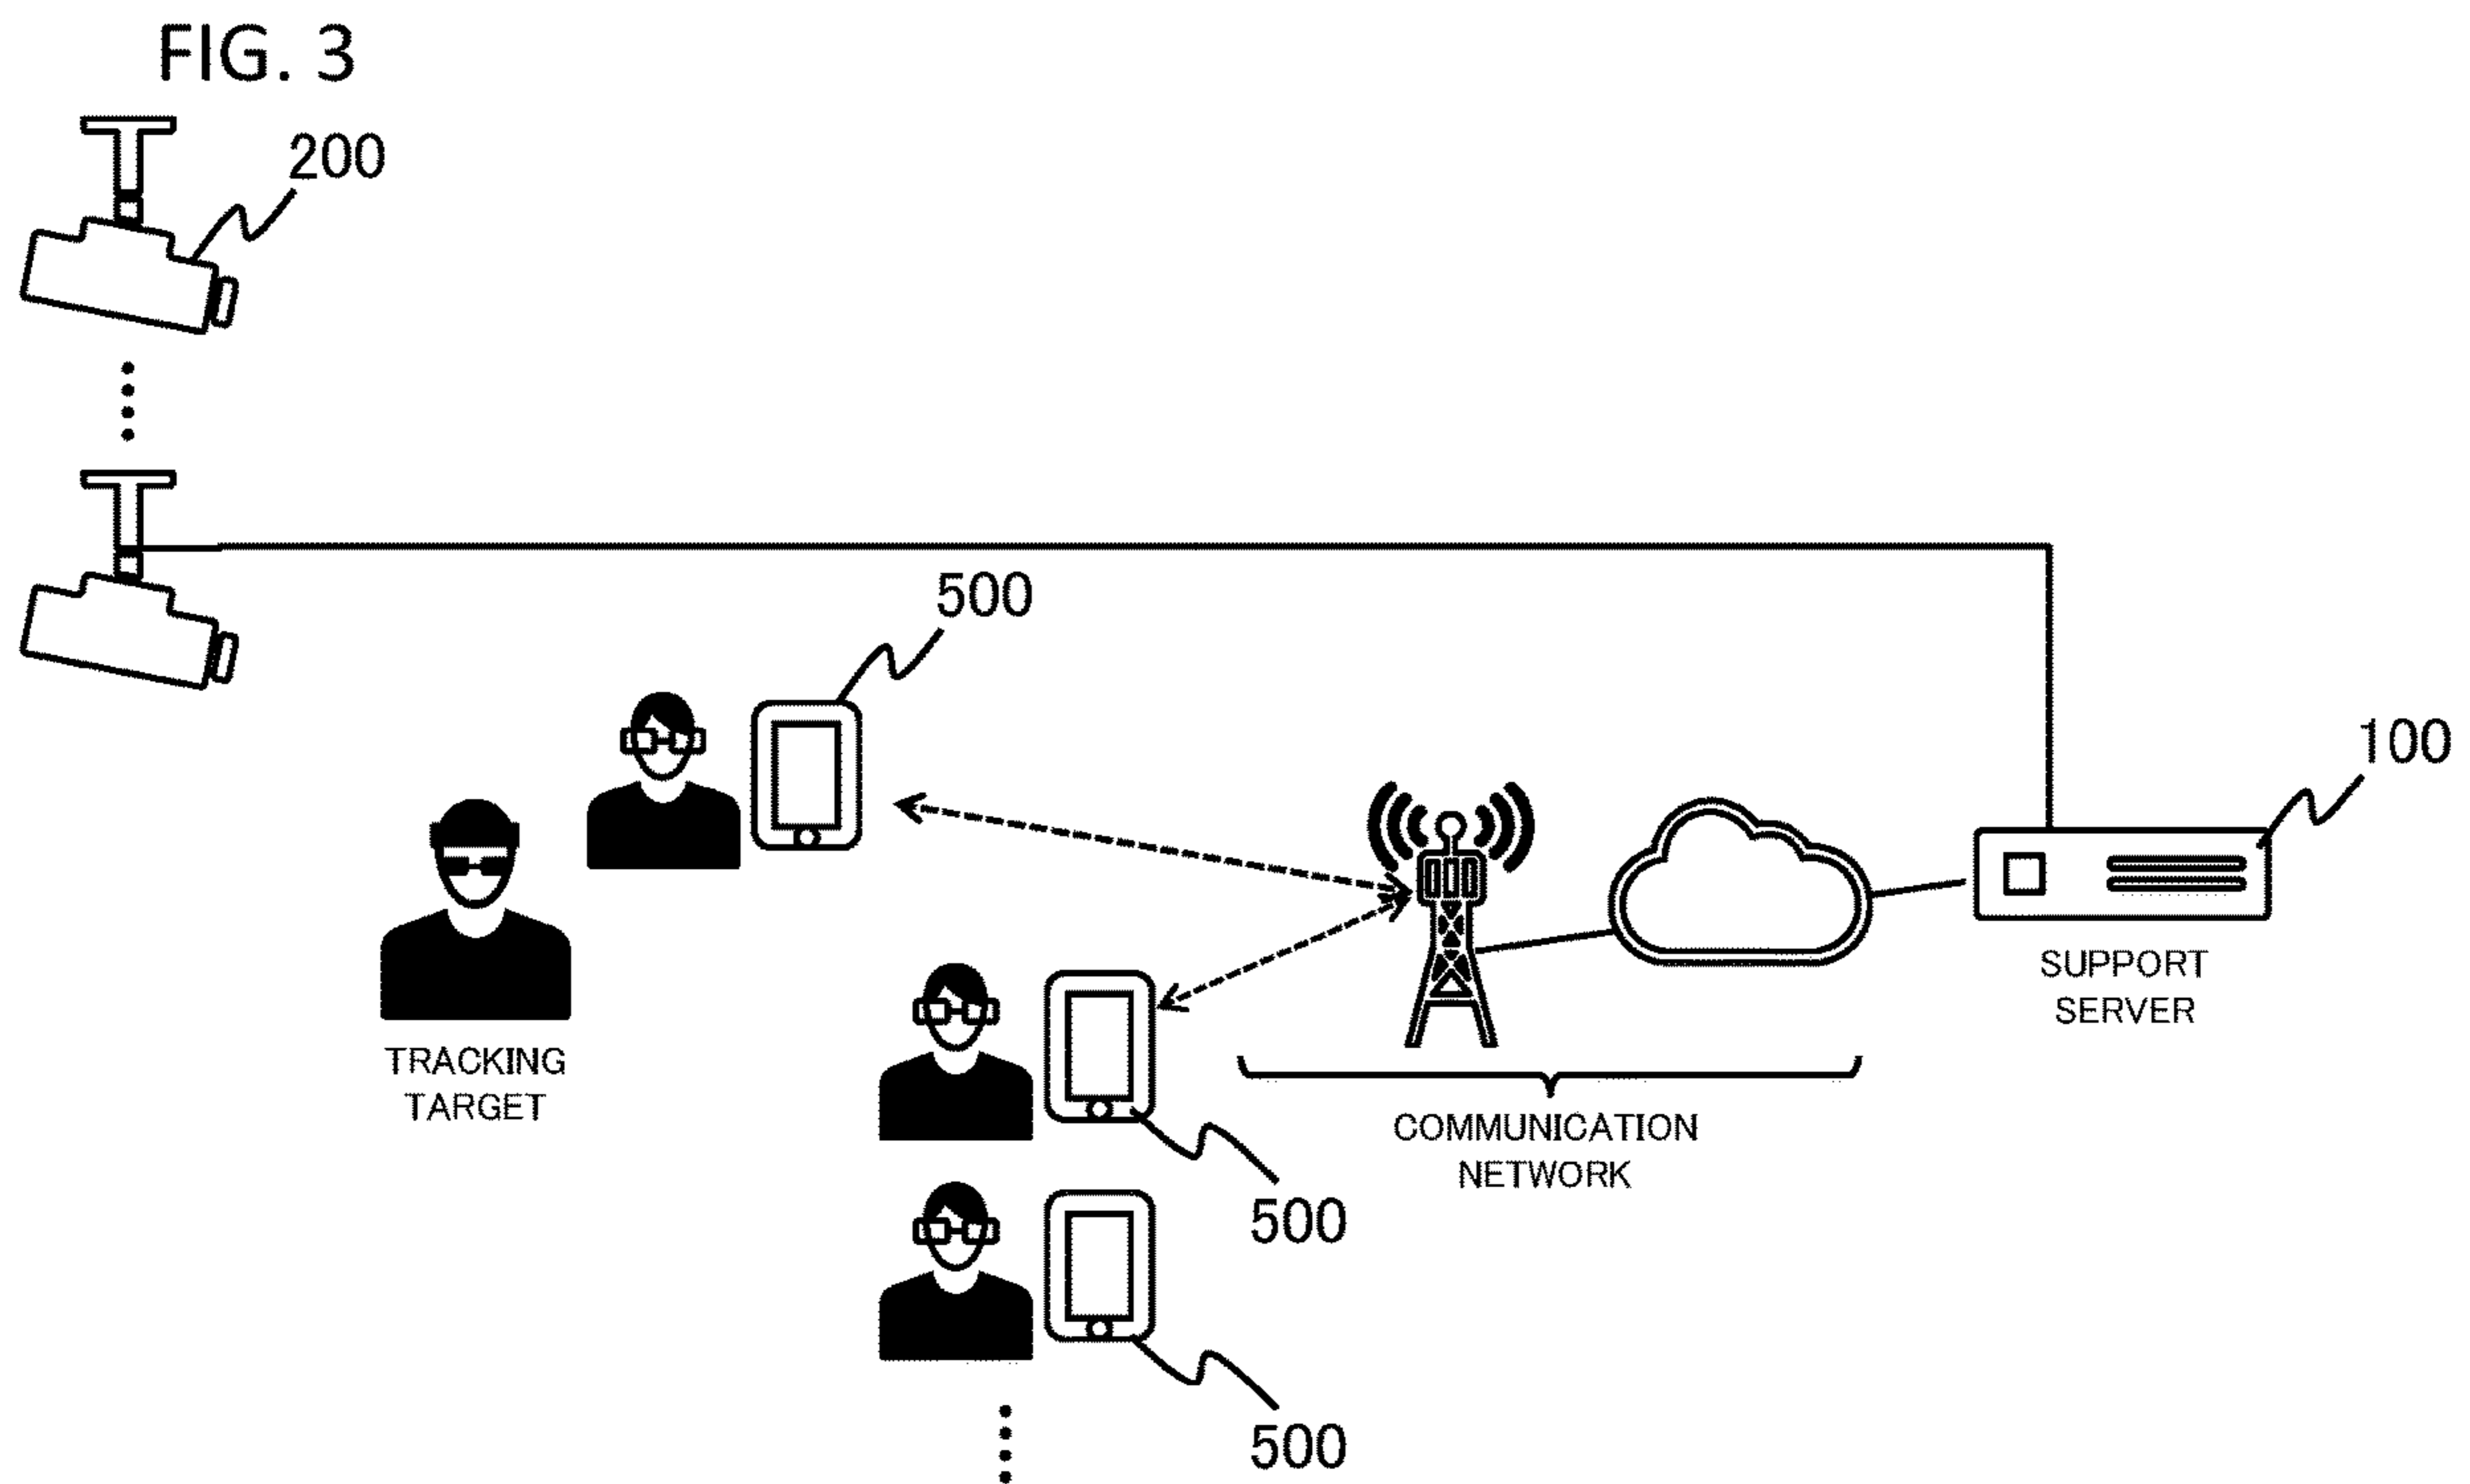 FIG. 3
200
500
100
SUPPORT
SERVER
TRACKING
TARGET
COMMUNICATION
NETWORK
500
500